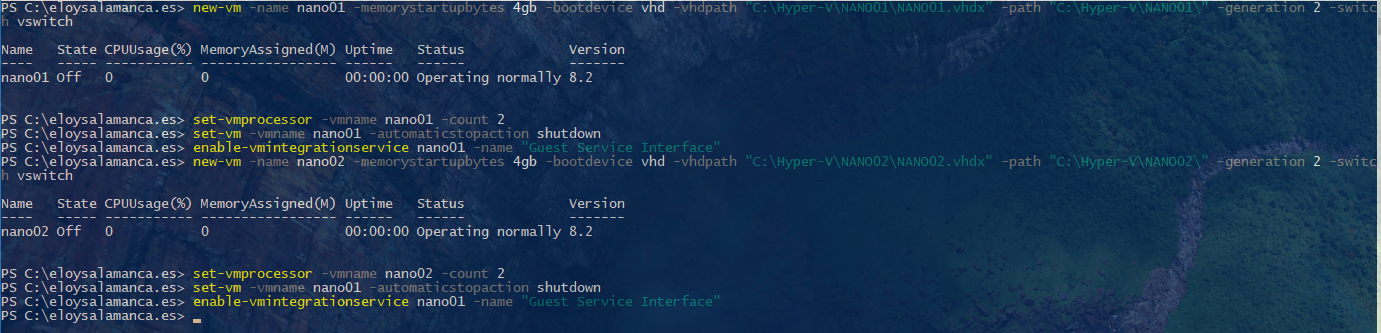 PS C:\eloysalamanca.es> new-vm -name nano01 -memorystartupbytes 4gb -bootdevice vhd -vhdpath "C:\Hyper-V\NANO01\NANO01.vhdx" -path "C:\Hyper-V\NANO01\" -generation 2 -switc
h vswitch
Name State CPUUsage(%) MemoryAssigned(M) Uptime Status Version
---- ----- ----------- ----------------- ------ ------ -------
nano01 Off 0 0 00:00:00 Operating normally 8.2
PS C:\eloysalamanca.es> set-vmprocessor -vmname nano01 -count 2
PS C:\eloysalamanca.es> set-vm -vmname nano01 -automaticstopaction shutdown
PS C:\eloysalamanca.es> enable-vmintegrationservice nano01 -name "Guest Service Interface"
PS C:\eloysalamanca.es> new-vm -name nano02 -memorystartupbytes 4gb -bootdevice vhd -vhdpath "C:\Hyper-V\NANO02\NANO02.vhdx" -path "C:\Hyper-V\NANO02\" -generation 2 -switc
h vswitch
Name State CPUUsage(%) MemoryAssigned(M) Uptime Status Version
---- ----- ----------- ----------------- ------ ------ -------
nano02 Off 0 0 00:00:00 Operating normally 8.2
PS C:\eloysalamanca.es> set-vmprocessor -vmname nano02 -count 2
PS C:\eloysalamanca.es> set-vm -vmname nano01 -automaticstopaction shutdown
PS C:\eloysalamanca.es> enable-vmintegrationservice nano01 -name "Guest Service Interface"
PS C:\eloysalamanca.es>